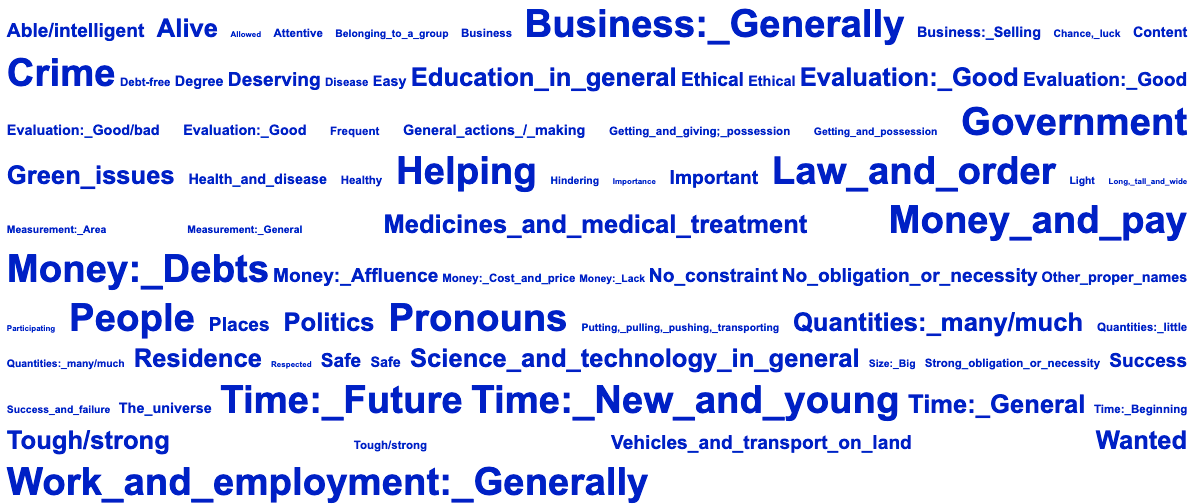 Able/intelligent Alive Allowed Attentive Belonging_to_a_group Business Business:_Generally Business:_Selling Chance,_luck Content
Crime Debt-free Degree Deserving Disease Easy Education_in_general Ethical Ethical Evaluation:_Good Evaluation:_Good
Evaluation:_Good/bad Evaluation:_Good Frequent General_actions_/_making Getting_and_giving;_possession Getting_and_possession Government
Green_issues Health_and_disease Healthy Helping Hindering Importance Important Law_and_order Light Long,_tall_and_wide
Measurement:_Area Measurement:_General Medicines_and_medical_treatment Money_and_pay
Money:_Debts Money:_Affluence Money:_Cost_and_price Money:_Lack No_constraint No_obligation_or_necessity Other_proper_names
Participating People Places Politics Pronouns Putting,_pulling,_pushing,_transporting Quantities:_many/much Quantities:_little
Quantities:_many/much Residence Respected Safe Safe Science_and_technology_in_general Size:_Big Strong_obligation_or_necessity Success
Success_and_failure The_universe Time:_Future Time:_New_and_young Time:_General Time:_Beginning
Tough/strong Tough/strong Vehicles_and_transport_on_land Wanted
Work_and_employment:_Generally